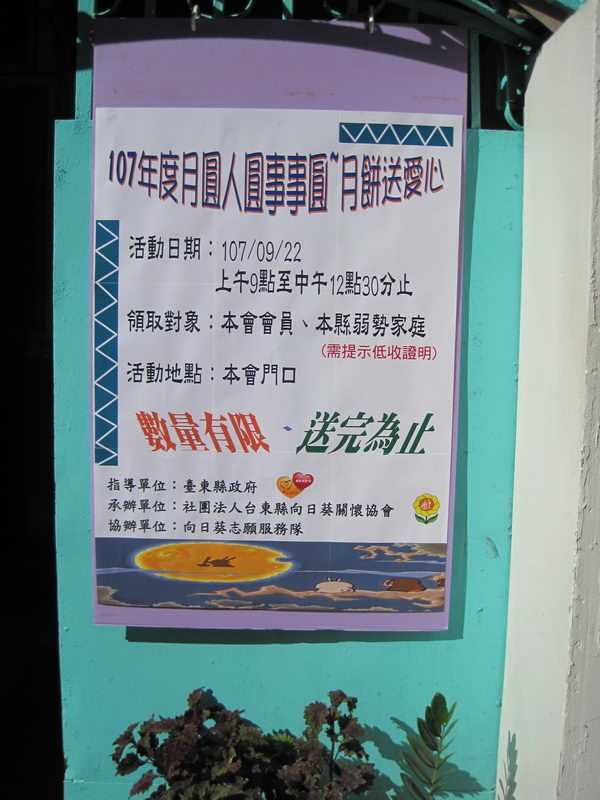 107年度月圓人圓事事圓~月餅送愛心
活動日期：107/09/22
上午9點至中午12點30分止
領取對象：本會會員、本縣弱勢家庭
(需提示低收證明)
活動地點：本會門口
數量有限、送完為止
指導單位：臺東縣政府
承辦單位：社團法人台東縣向日葵關懷協會
協辦單位：向日葵志願服務隊